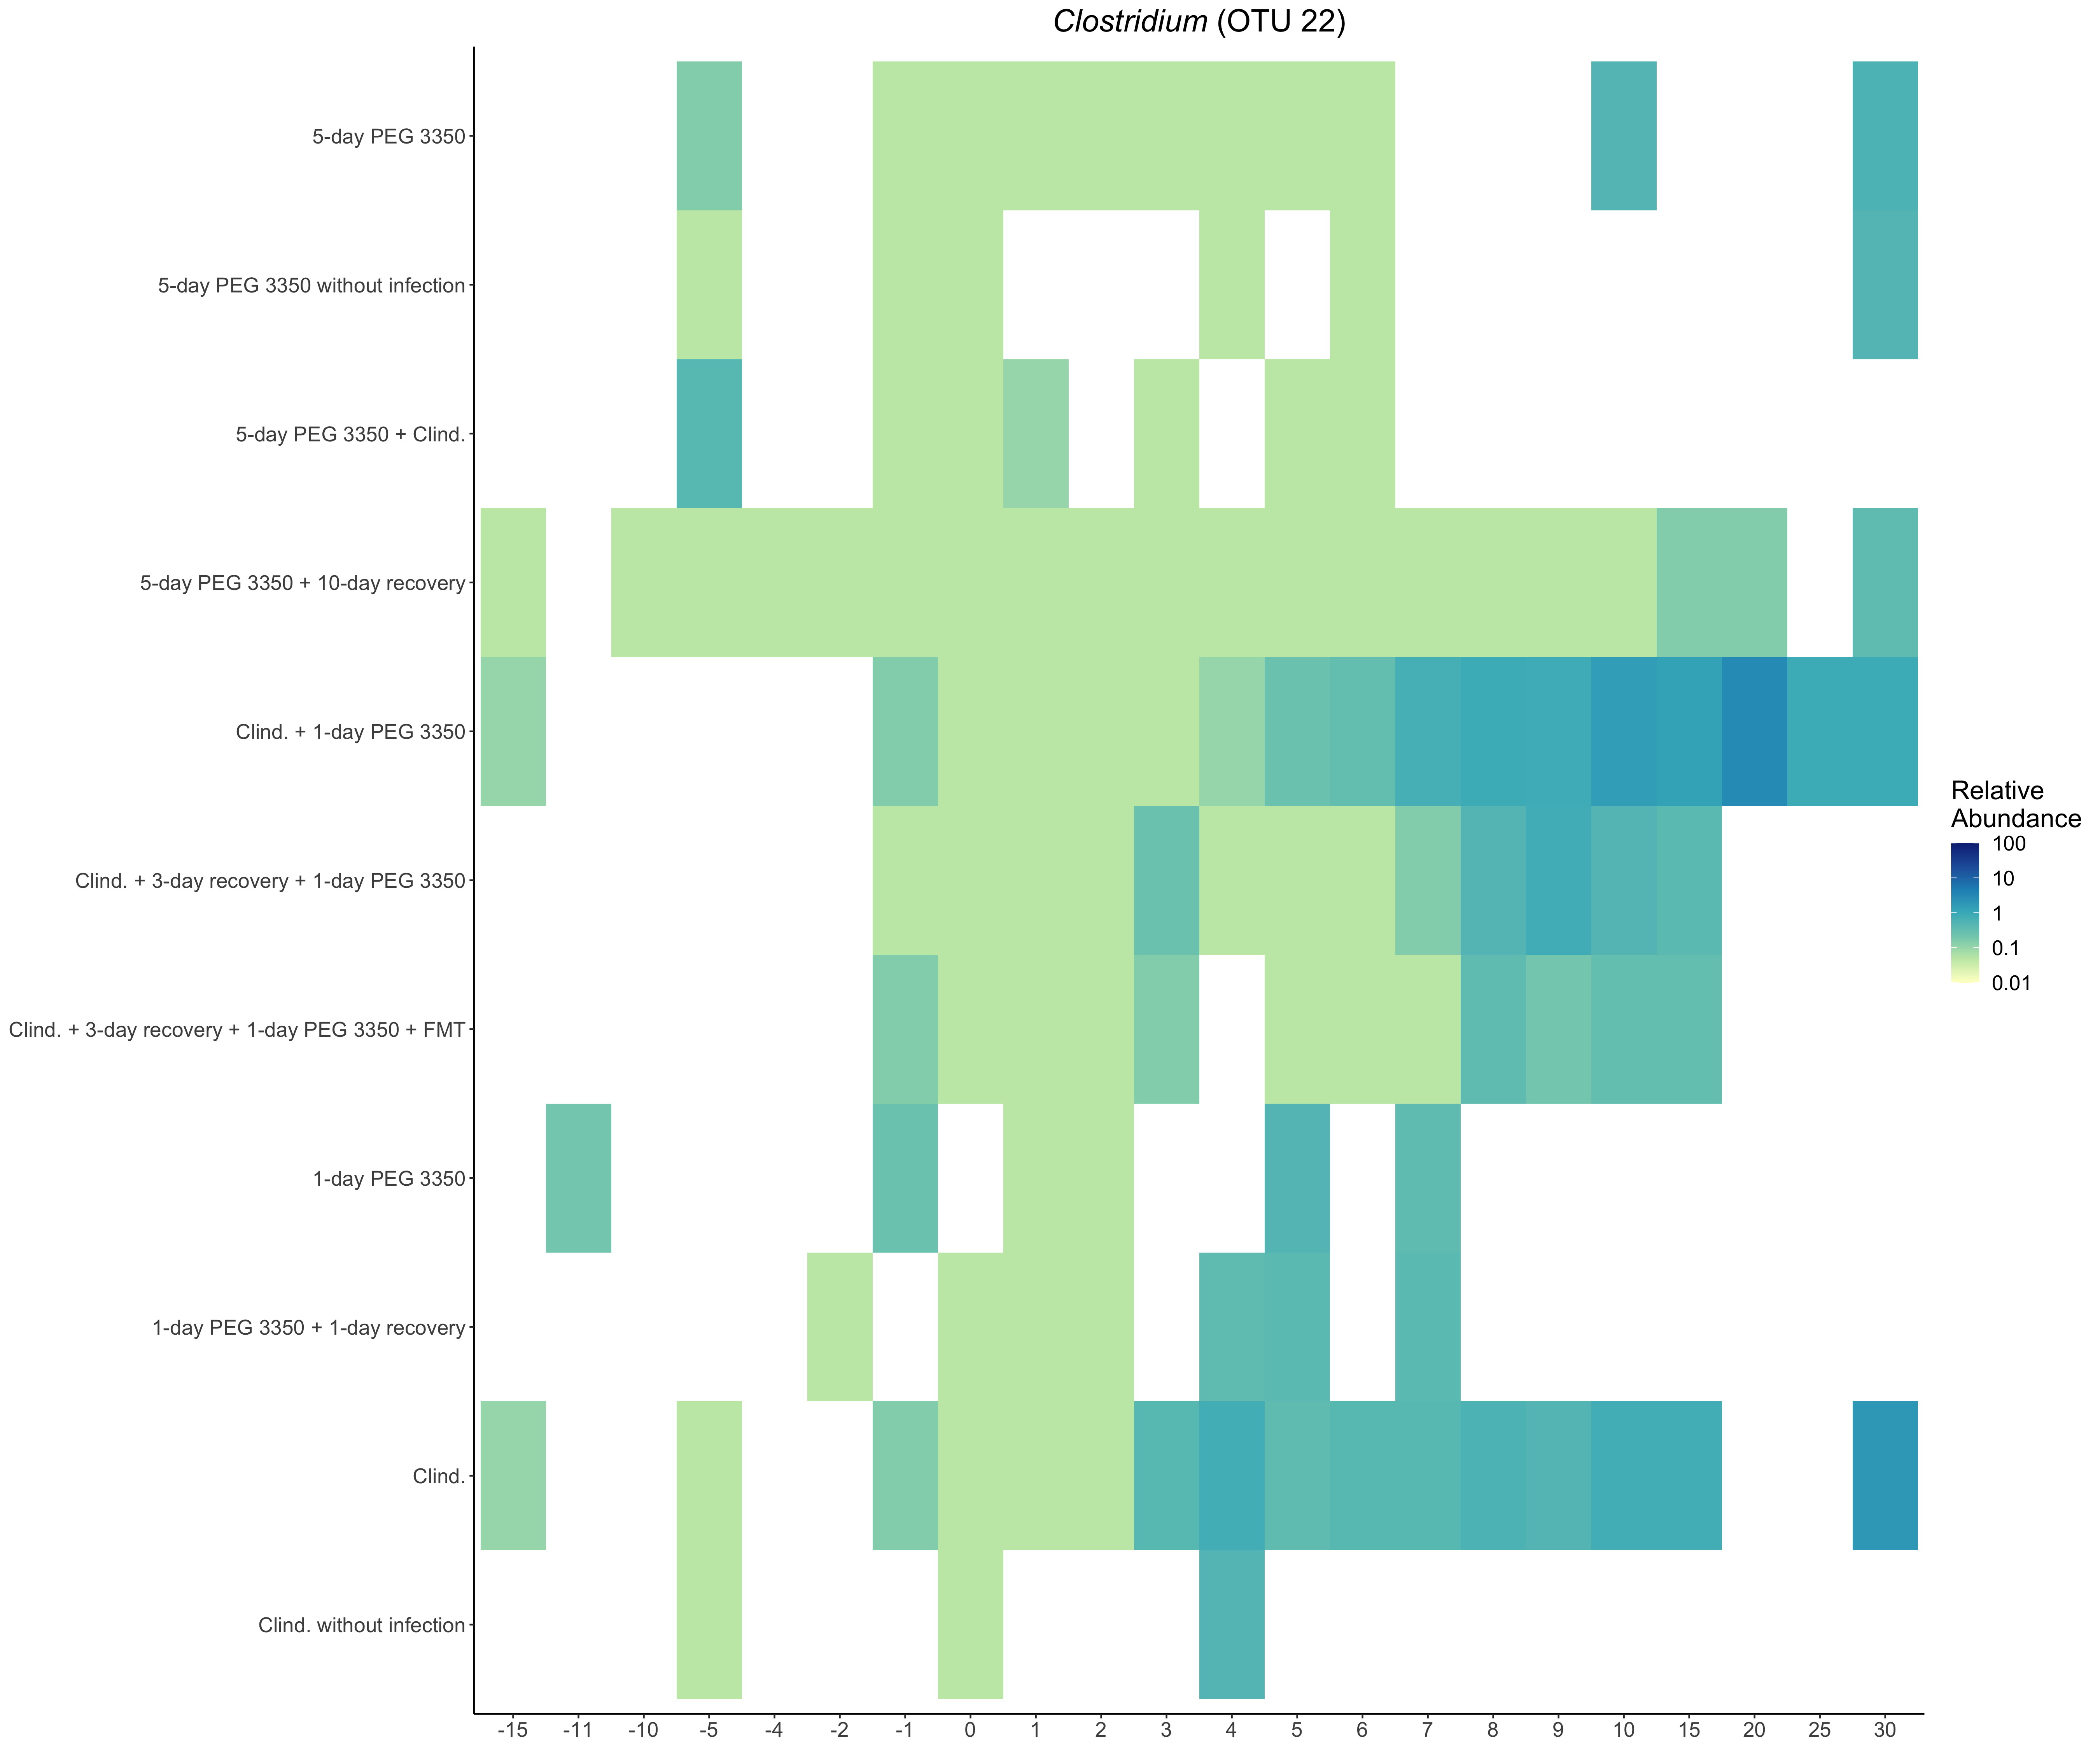 Clostridium (OTU 22)
5-day PEG 3350
5-day PEG 3350 without infection
5-day PEG 3350 + Clind.
5-day PEG 3350 + 10-day recovery
Clind. + 1-day PEG 3350
Clind. + 3-day recovery + 1-day PEG 3350
Clind. + 3-day recovery + 1-day PEG 3350 + FMT
1-day PEG 3350
1-day PEG 3350 + 1-day recovery
Clind.
Clind. without infection
-15 -11 -10 -5 -4 -2 -1 0 1 2 3 4 5 6 7 8 9 10 15 20 25 30
Relative
Abundance
100
10
1
0.1
0.01